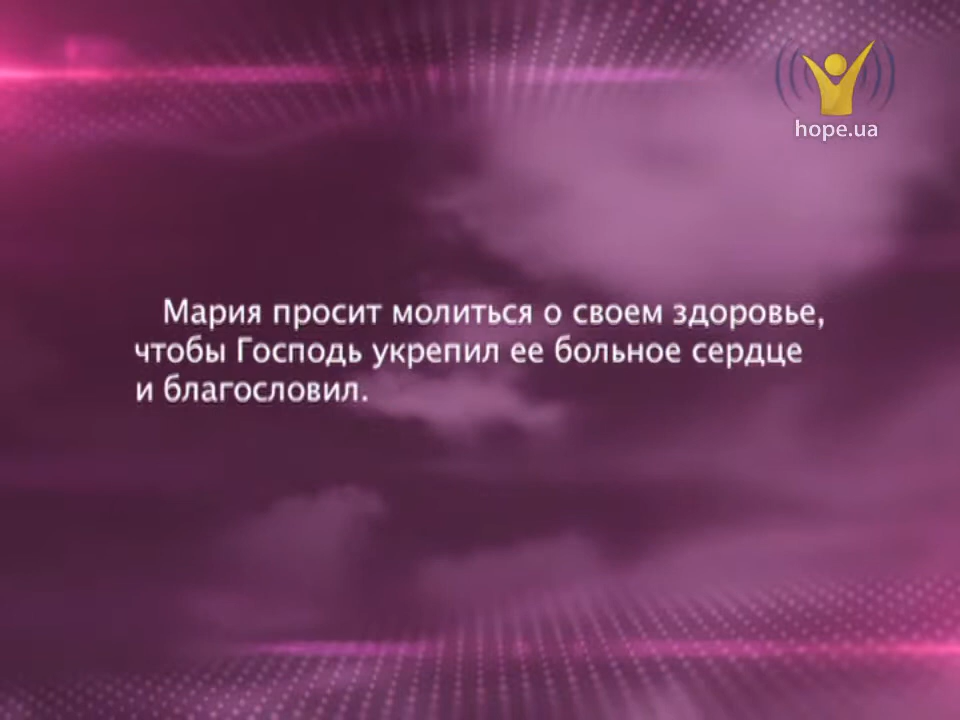 hope.ua
Мария просит молиться о своем здоровье,
чтобы Господь укрепил ее больное сердце
и благословил.